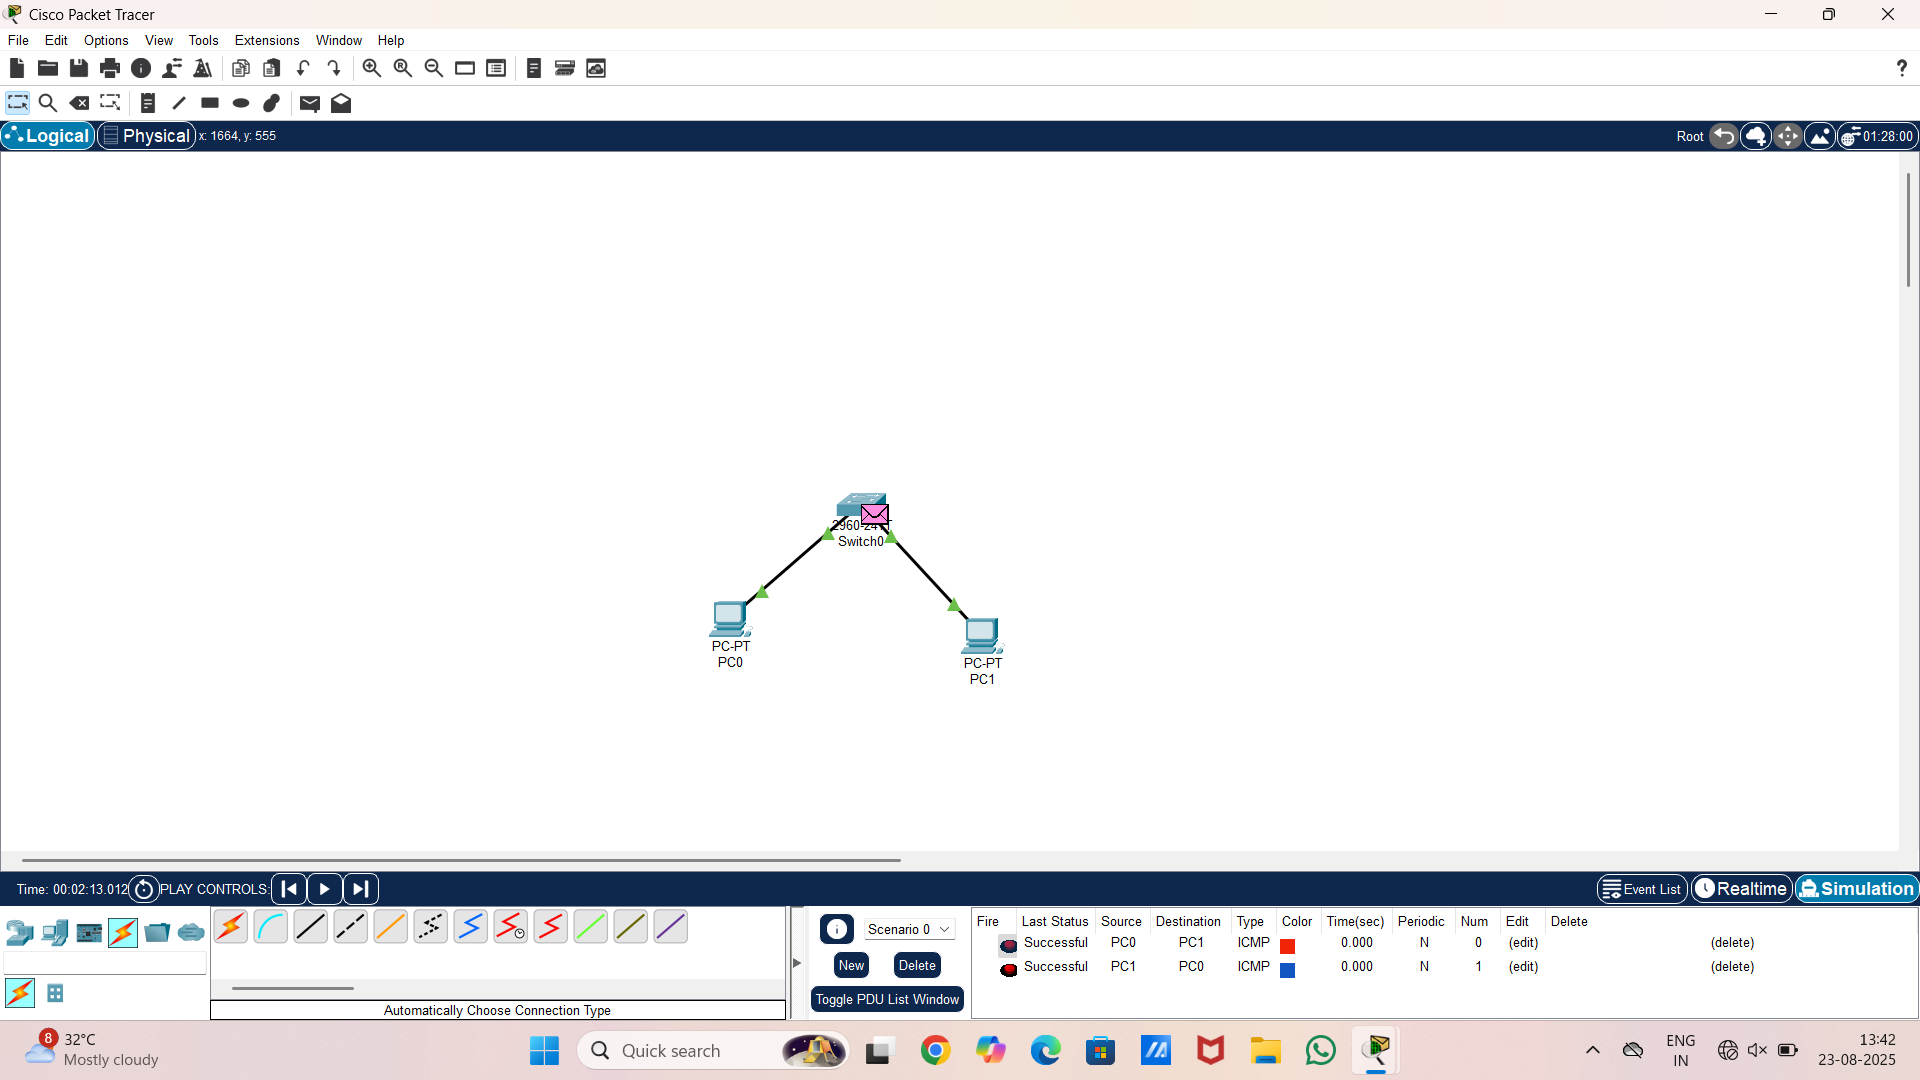 Cisco Packet Tracer
File Edit Options View Tools Extensions Window Help
?
Logical Physical x: 1664, y: 555 Root 01:28:00
Switch0
PC-PT
PC0
PC-PT
PC1
Time: 00:02:13.012 PLAY CONTROLS: Event List Realtime Simulation
Fire Last Status Source Destination Type Color Time(sec) Periodic Num Edit Delete
Scenario 0
Successful PC0 PC1 ICMP 0.000 N 0 (edit) (delete)
New Delete
Successful PC1 PC0 ICMP 0.000 N 1 (edit) (delete)
Toggle PDU List Window
Automatically Choose Connection Type
8
32°C
Mostly cloudy
Quick search
ENG
IN
13:42
23-08-2025